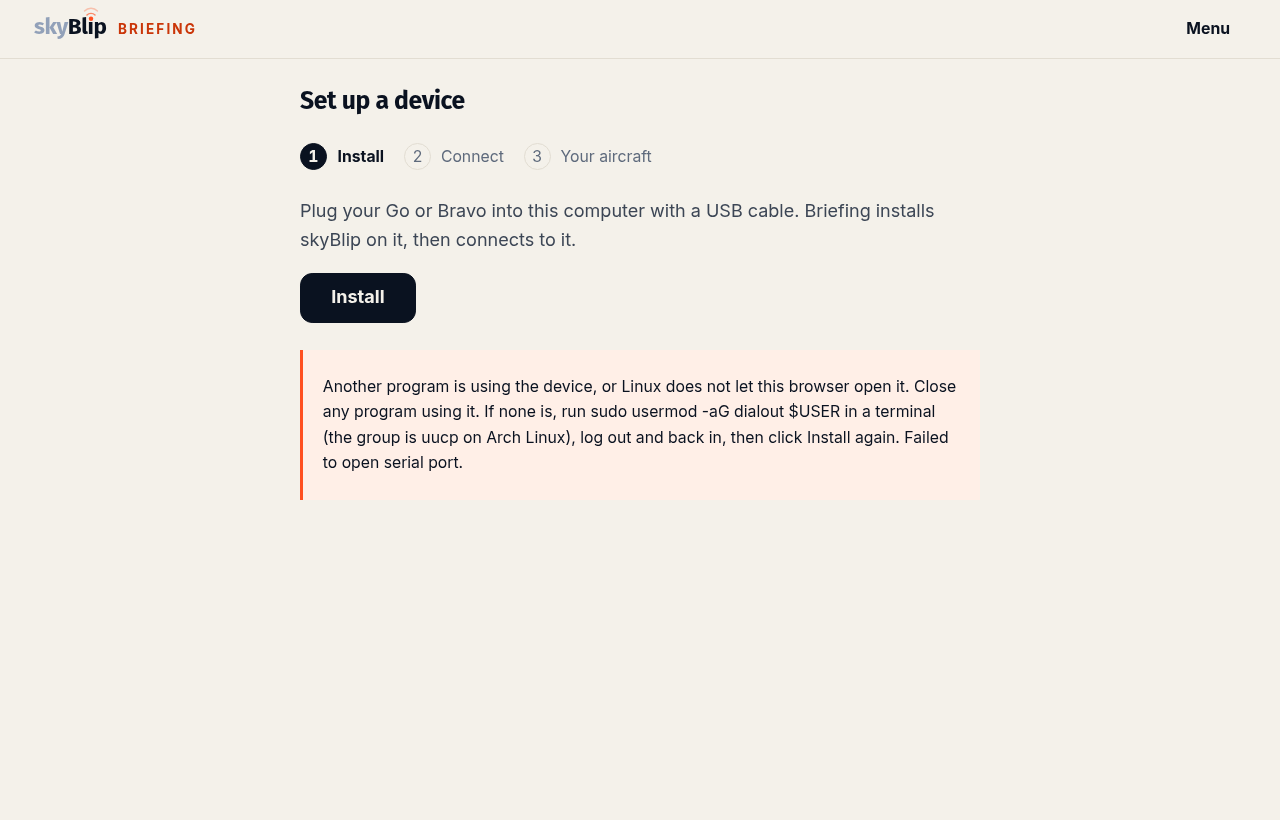 skyBlip BRIEFING
Menu
Set up a device
1 Install 2 Connect 3 Your aircraft
Plug your Go or Bravo into this computer with a USB cable. Briefing installs
skyBlip on it, then connects to it.
Install
Another program is using the device, or Linux does not let this browser open it. Close
any program using it. If none is, run sudo usermod -aG dialout $USER in a terminal
(the group is uucp on Arch Linux), log out and back in, then click Install again. Failed
to open serial port.